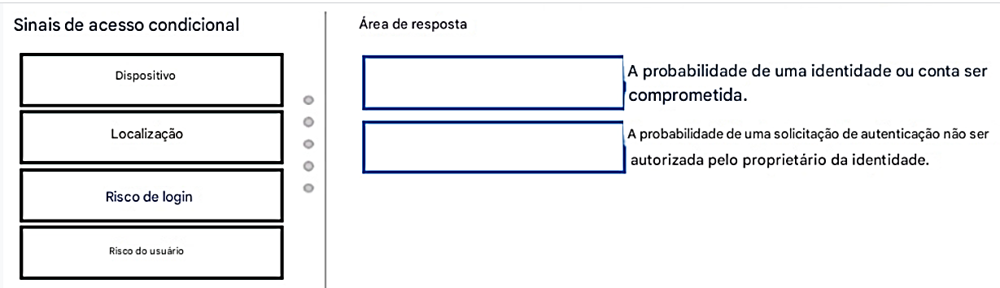 Sinais de acesso condicional
Dispositivo
Localização
Risco de login
Risco do usuário
Área de resposta
A probabilidade de uma identidade ou conta ser
comprometida.
A probabilidade de uma solicitação de autenticação não ser
autorizada pelo proprietário da identidade.